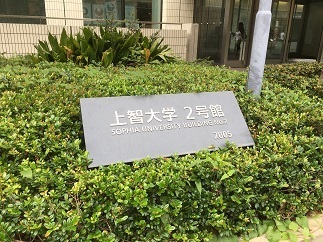 上智大学 2号館
SOPHIA UNIVERSITY BUILDING NO.2
2005